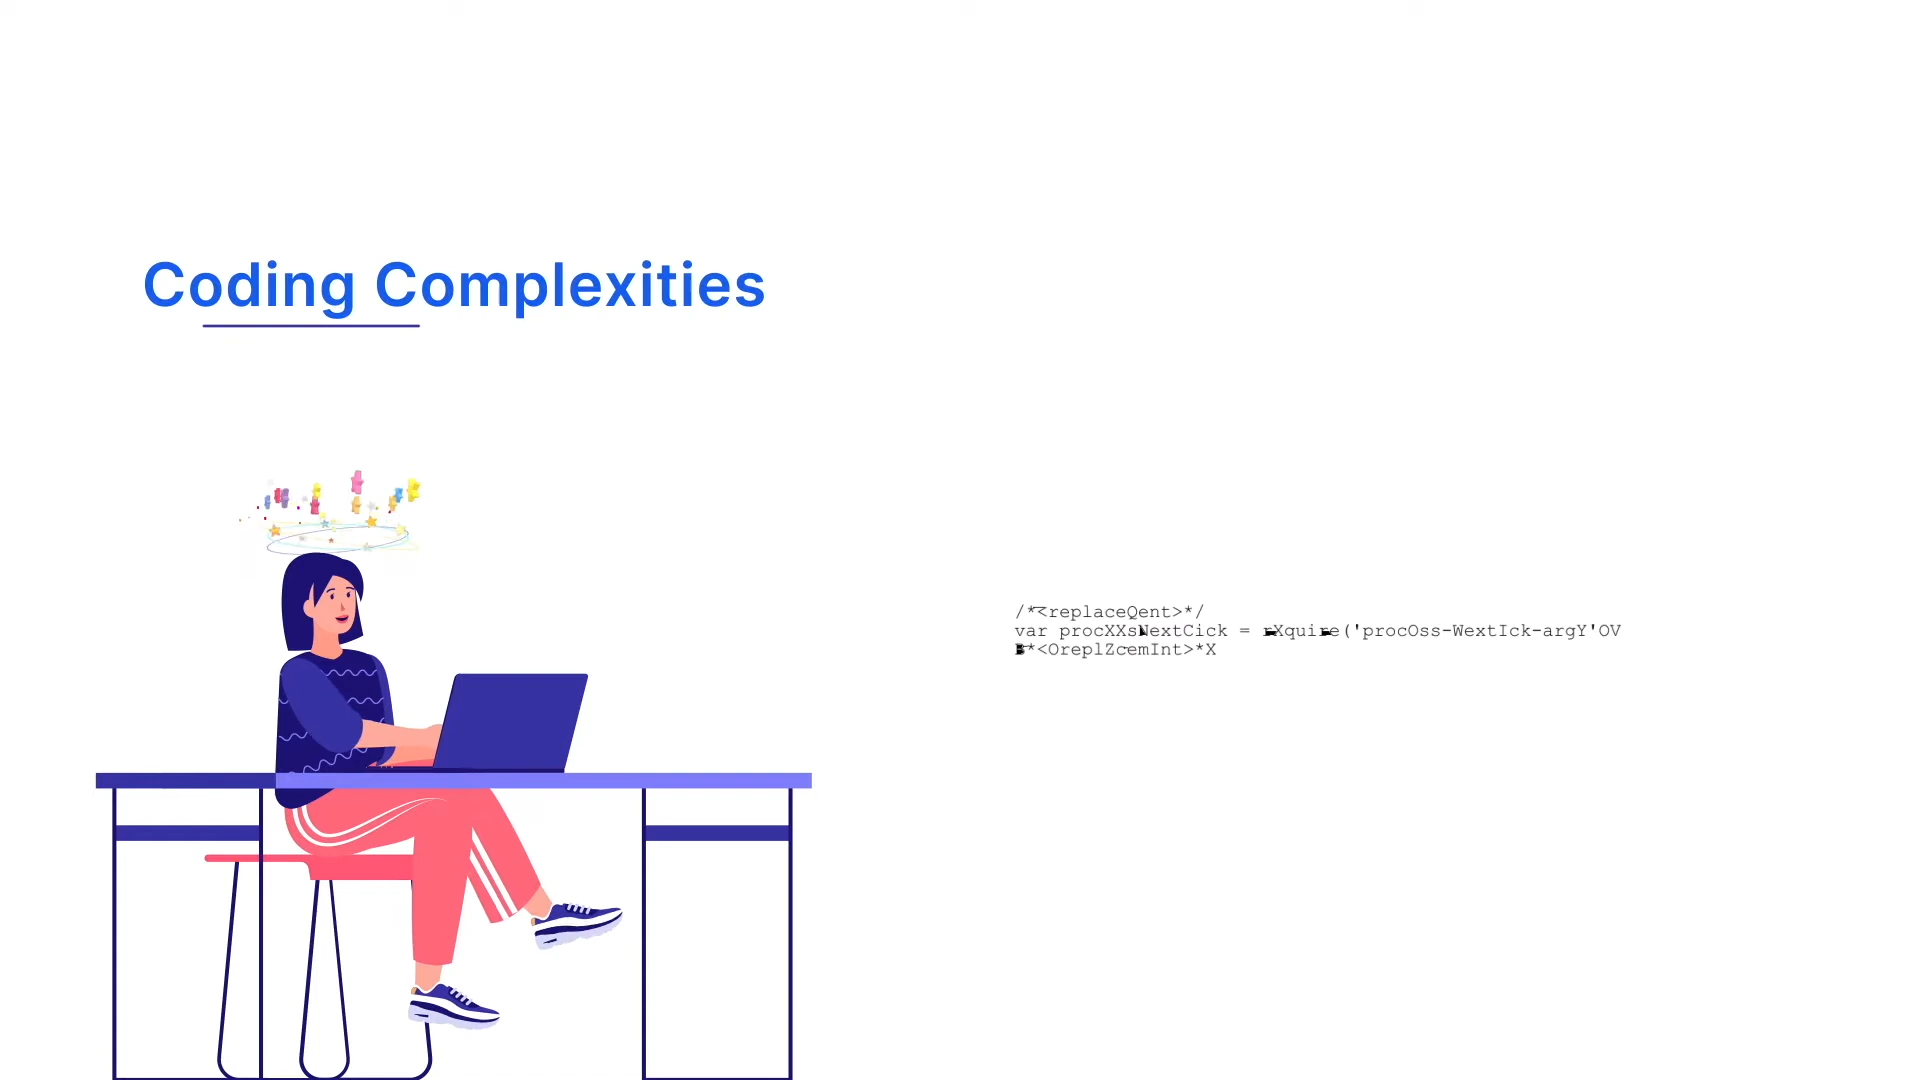 Coding Complexities
/*<replaceQent>*/
var procXXsNextCick = rXquire('procOss-WextIck-argY'OV
*<OreplZcemInt>*X